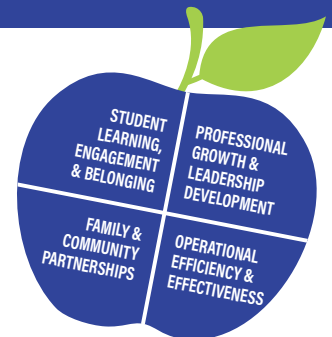 STUDENT
LEARNING,
ENGAGEMENT
& BELONGING
PROFESSIONAL
GROWTH &
LEADERSHIP
DEVELOPMENT
FAMILY &
COMMUNITY
PARTNERSHIPS
OPERATIONAL
EFFICIENCY &
EFFECTIVENESS